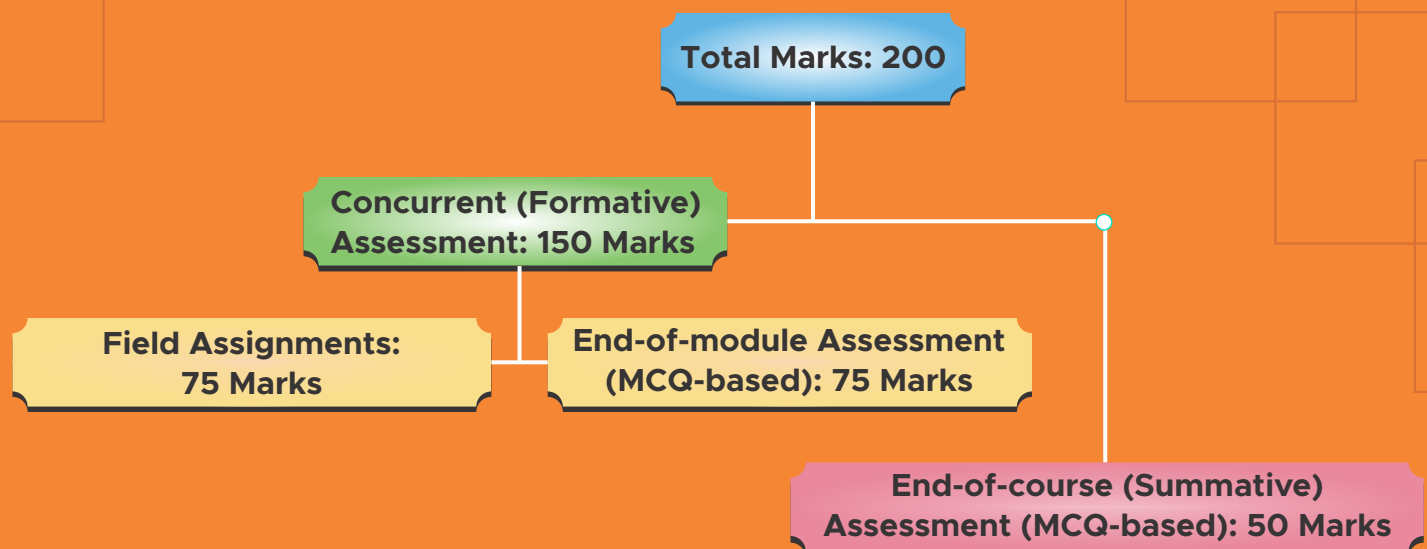 Total Marks: 200
Concurrent (Formative)
Assessment: 150 Marks
Field Assignments:
75 Marks
End-of-module Assessment
(MCQ-based): 75 Marks
End-of-course (Summative)
Assessment (MCQ-based): 50 Marks